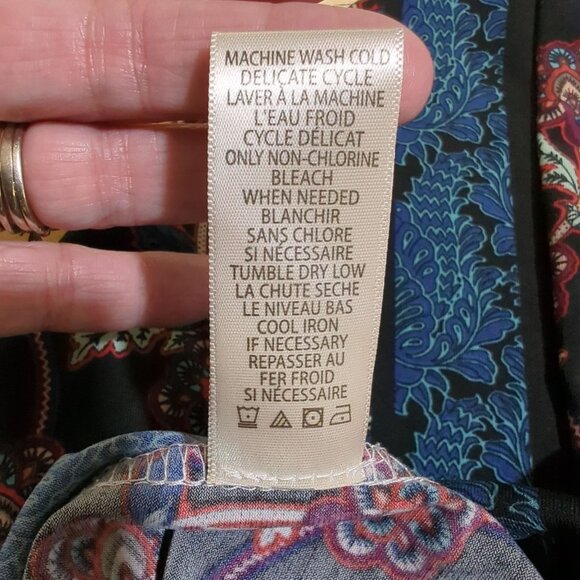 MACHINE WASH COLD
DELICATE CYCLE
LAVER À LA MACHINE
L'EAU FROID
CYCLE DÉLICAT
ONLY NON-CHLORINE
BLEACH
WHEN NEEDED
BLANCHIR
SANS CHLORE
SI NÉCESSAIRE
TUMBLE DRY LOW
LA CHUTE SECHE
LE NIVEAU BAS
COOL IRON
IF NECESSARY
REPASSER AU
FER FROID
SI NÉCESSAIRE